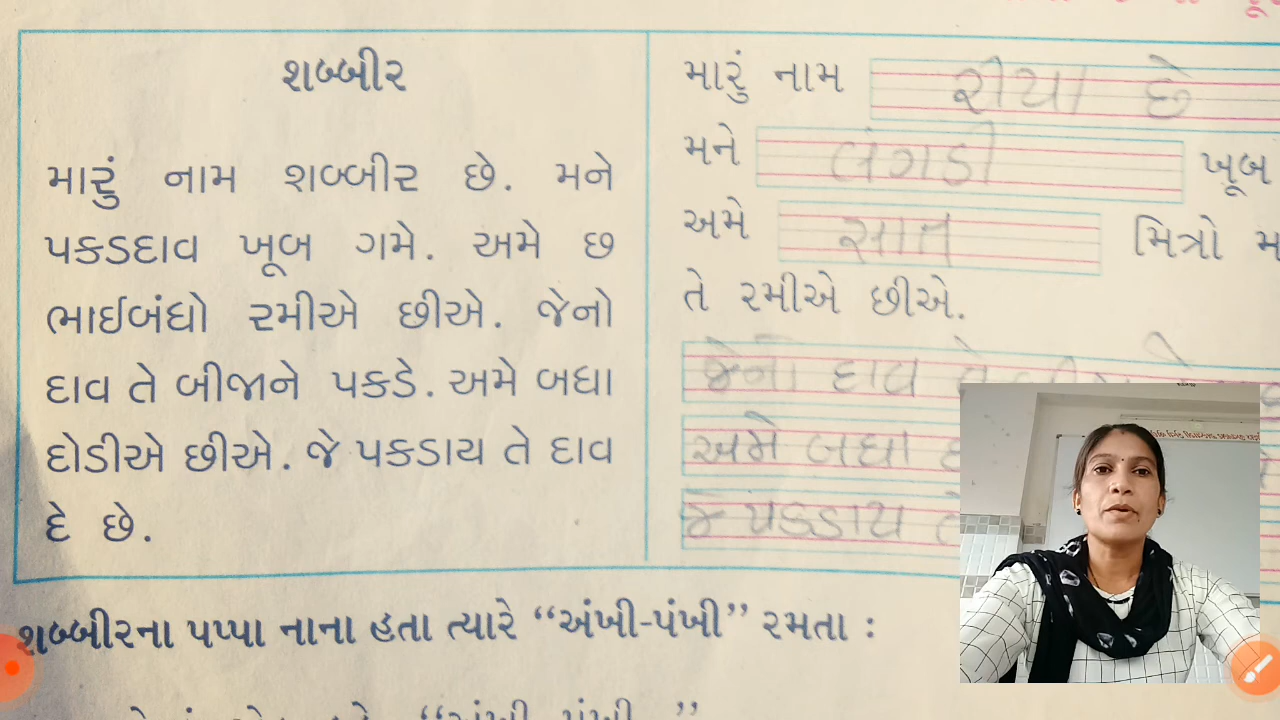 શબ્બીર
મારું નામ શબ્બીર છે. મને
પકડદાવ ખૂબ ગમે. અમે છ
ભાઈબંધો રમીએ છીએ. જેનો
દાવ તે બીજાને પકડે. અમે બધા
દોડીએ છીએ. જે પકડાય તે દાવ
દે છે.
મારું નામ રીયા છે
મને લંગડી ખૂબ
અમે સાત મિત્રો
તે રમીએ છીએ.
જેનો દાવ તે
અમે બધા
જે પકડાય
શબ્બીરના પપ્પા નાના હતા ત્યારે “અંખી-પંખી” રમતા :